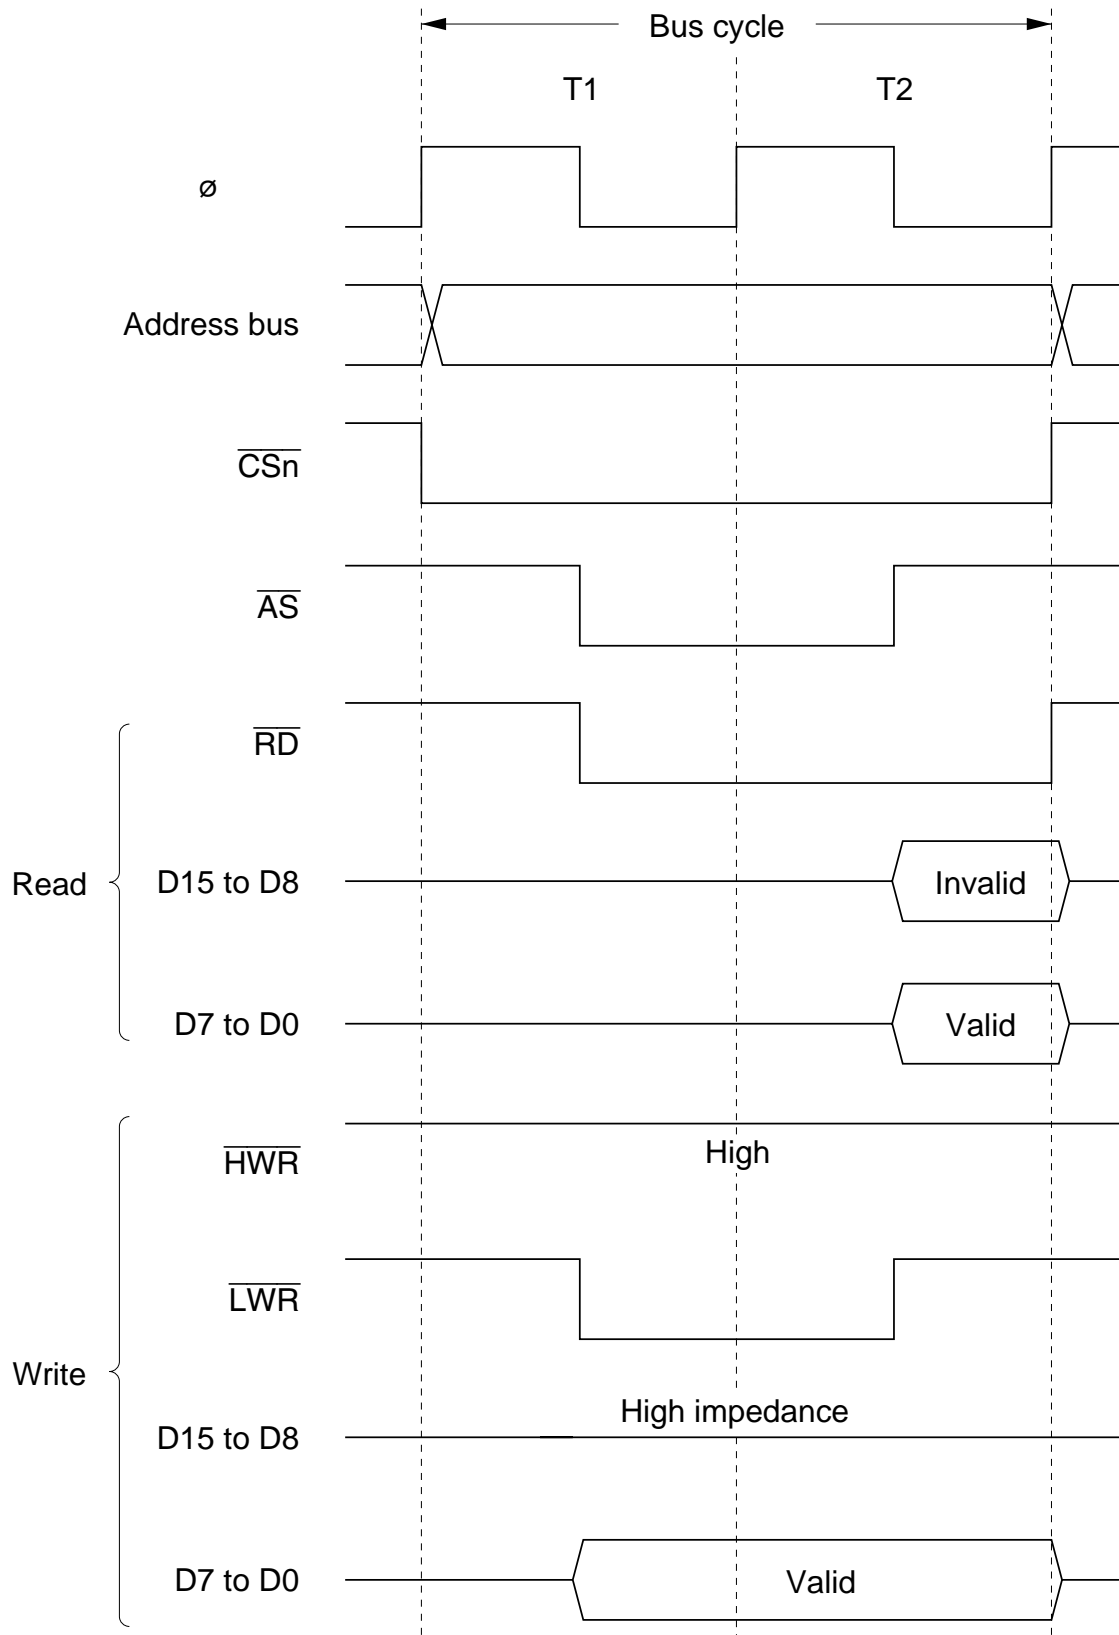 Bus cycle
T1 T2
ø
Address bus
CSn
AS
RD
Read
D15 to D8 Invalid
D7 to D0 Valid
HWR
High
LWR
Write
High impedance
D15 to D8
D7 to D0 Valid